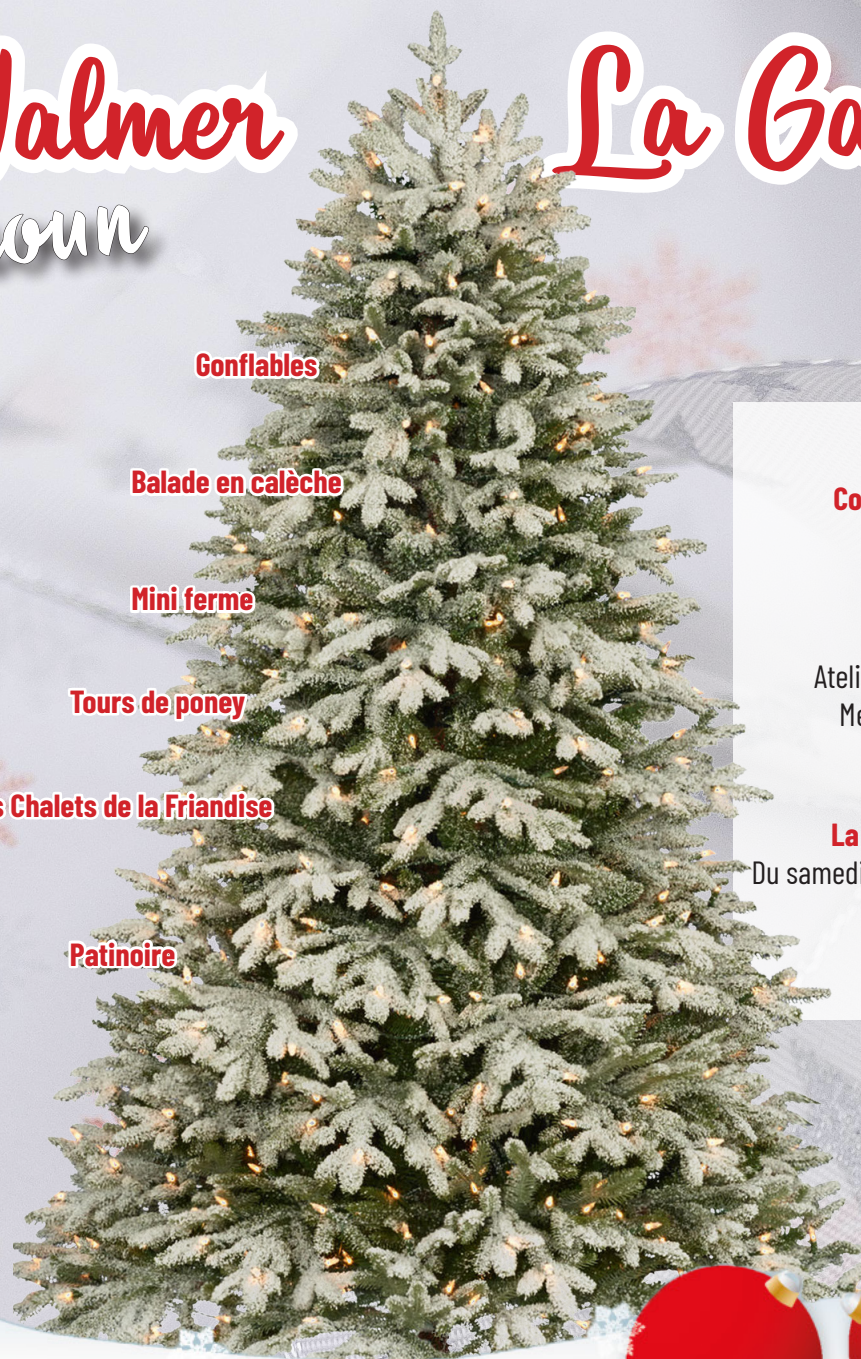 Valmer
oun
Gonflables
Balade en calèche
Mini ferme
Tours de poney
s Chalets de la Friandise
Patinoire
La Ga
Co
Ateli
Me
La
Du samedi